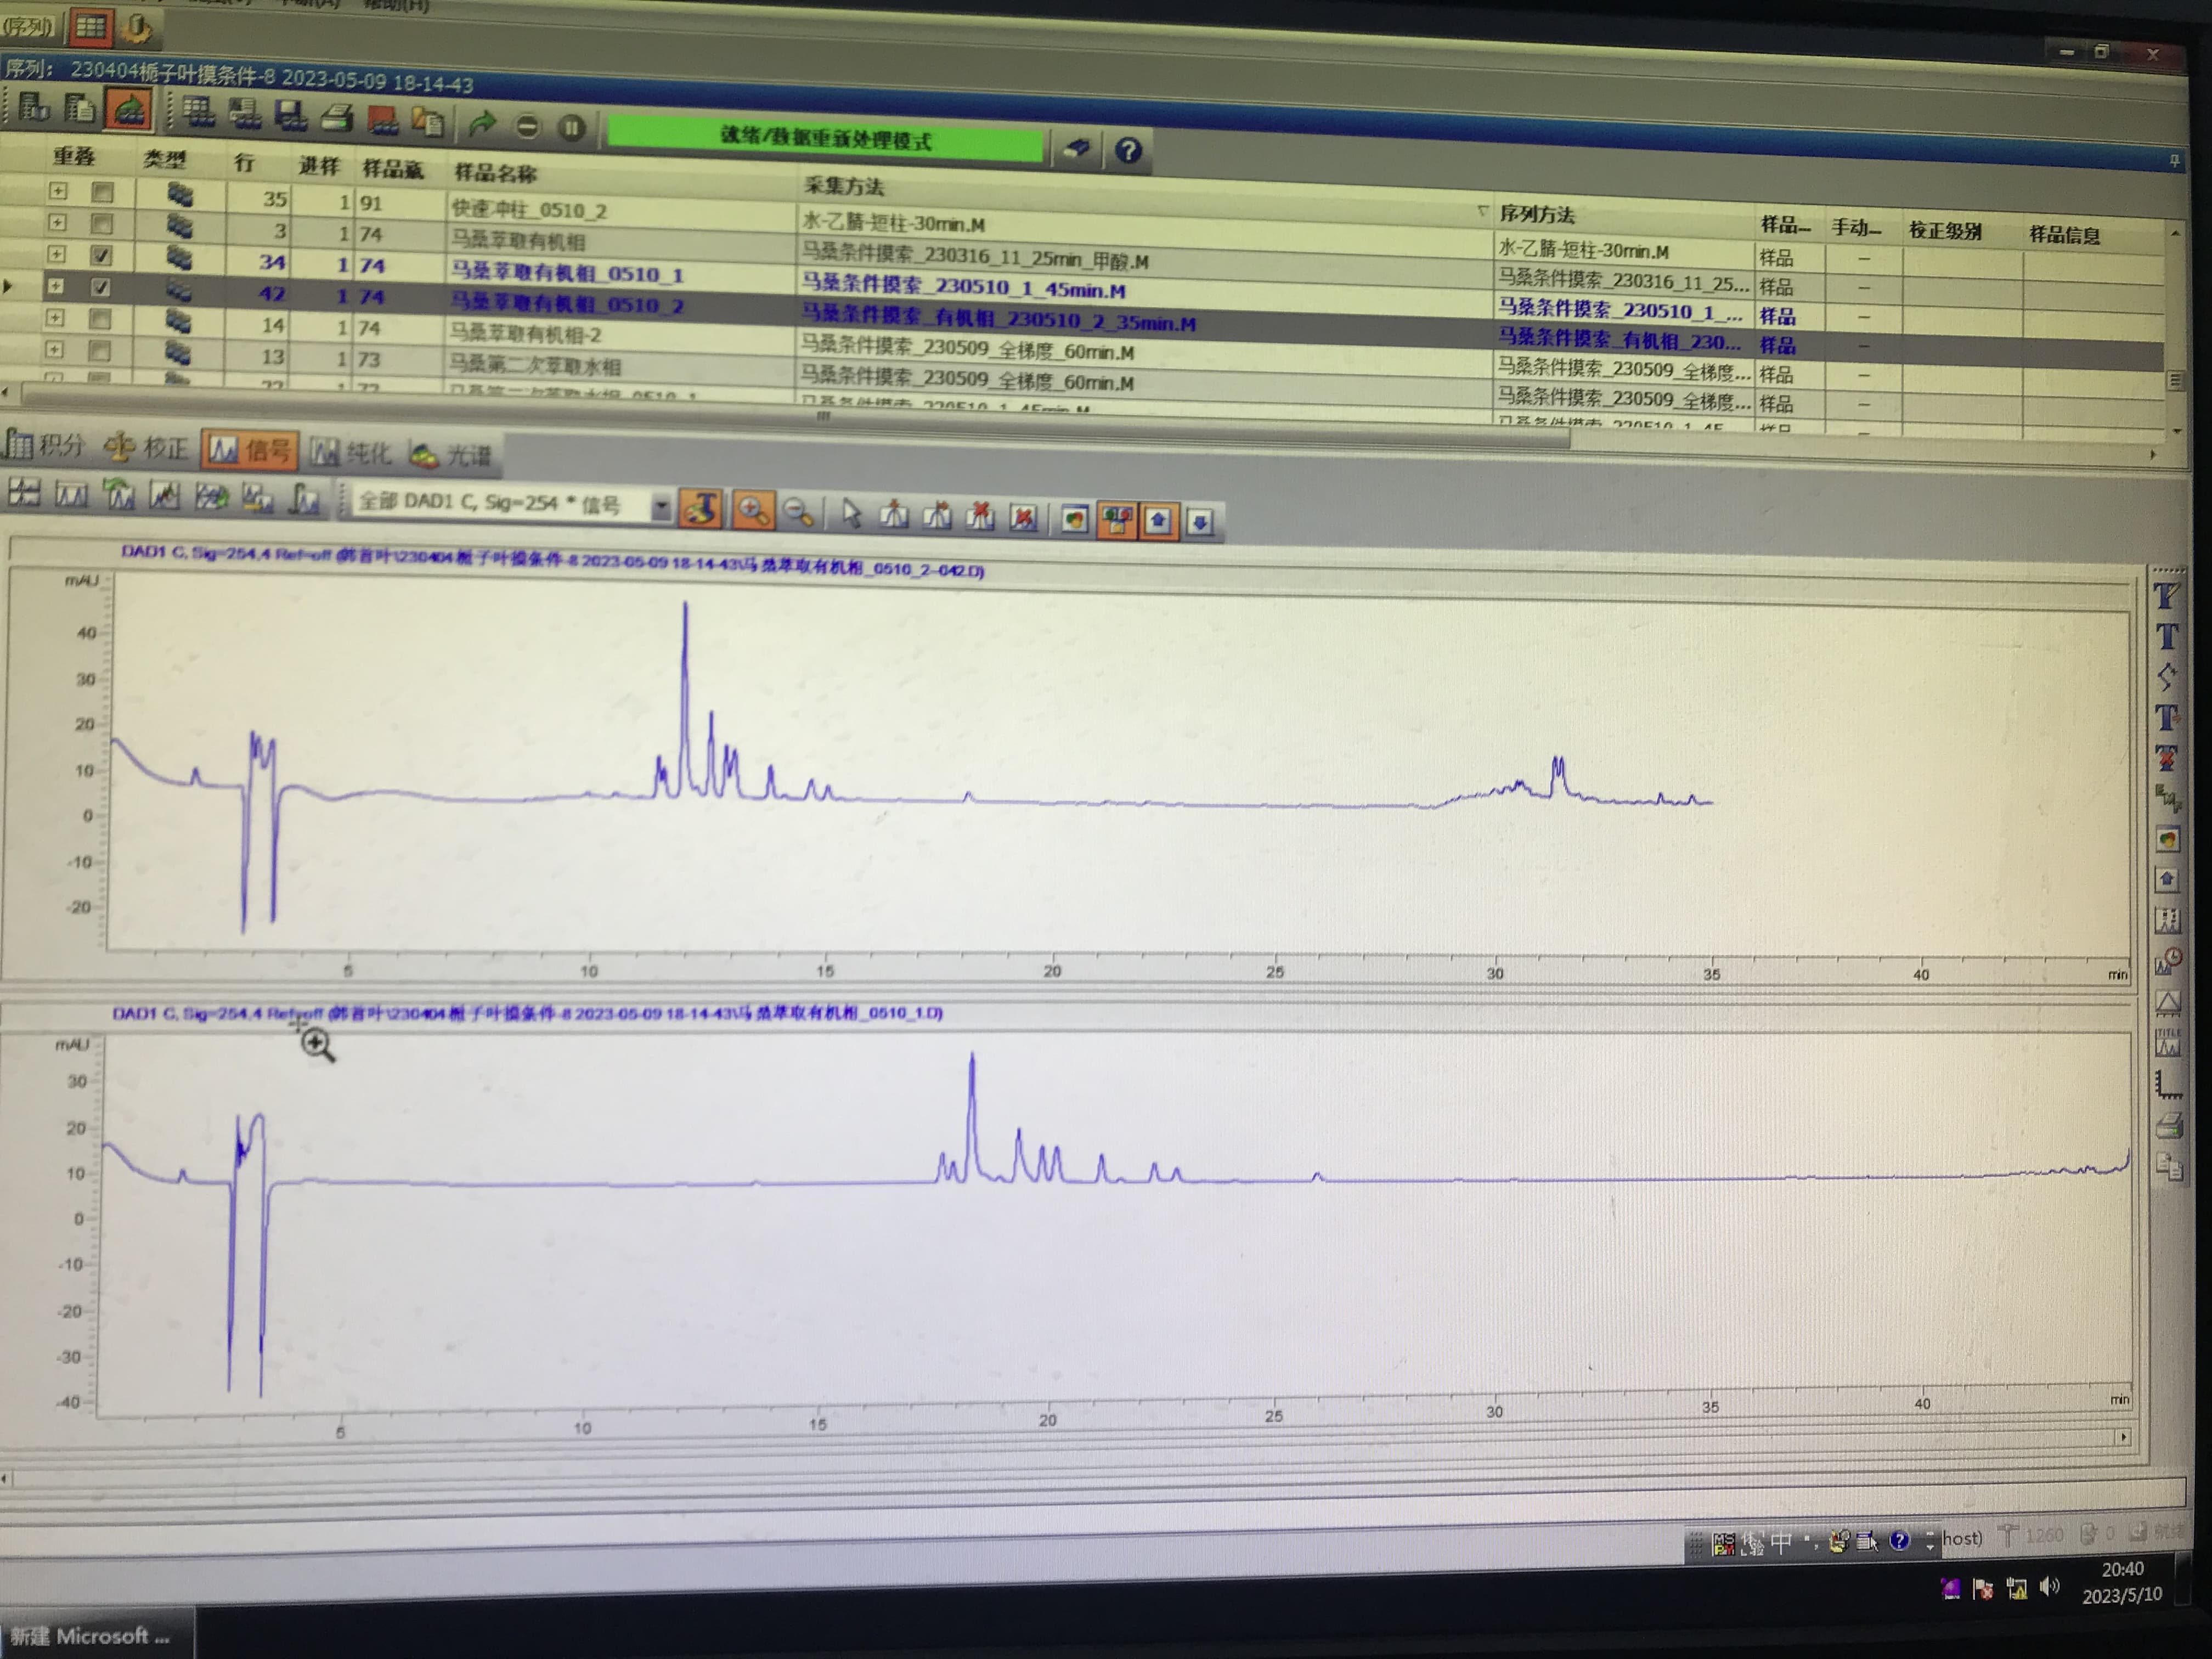 帮助(H)
(序列)
序列： 230404栀子叶摸条件-8 2023-05-09 18-14-43
就绪/数据重新处理模式
重叠 类型 行 进样 样品瓶 样品名称 采集方法 序列方法 样品... 手动... 校正级别 样品信息
35 1 91 快速冲柱_0510_2 水-乙腈-短柱-30min.M 水-乙腈-短柱-30min.M 样品 -
3 1 74 马桑萃取有机相 马桑条件摸索_230316_11_25min_甲酸.M 马桑条件摸索_230316_11_25... 样品 -
34 1 74 马桑萃取有机相_0510_1 马桑条件摸索_230510_1_45min.M 马桑条件摸索_230510_1_... 样品 -
42 1 74 马桑萃取有机相_0510_2 马桑条件摸索_有机相_230510_2_35min.M 马桑条件摸索_有机相_230... 样品 -
14 1 74 马桑萃取有机相-2 马桑条件摸索_230509_全梯度_60min.M 马桑条件摸索_230509_全梯度... 样品 -
13 1 73 马桑第二次萃取水相 马桑条件摸索_230509_全梯度_60min.M 马桑条件摸索_230509_全梯度... 样品 -
积分 校正 信号 纯化 光谱
全部 DAD1 C, Sig=254 * 信号
DAD1 C, Sig=254,4 Ref=off (韩首叶\230404栀子叶摸条件-8 2023-05-09 18-14-43\马桑萃取有机相_0510_2--042.D)
mAU
40
30
20
10
0
-10
-20
5 10 15 20 25 30 35 40 min
DAD1 C, Sig=254,4 Ref=off (韩首叶\230404栀子叶摸条件-8 2023-05-09 18-14-43\马桑萃取有机相_0510_1.D)
mAU
30
20
10
0
-10
-20
-30
-40
5 10 15 20 25 30 35 40 min
TITLE
中 host) 1260 0
20:40
2023/5/10
新建 Microsoft ...